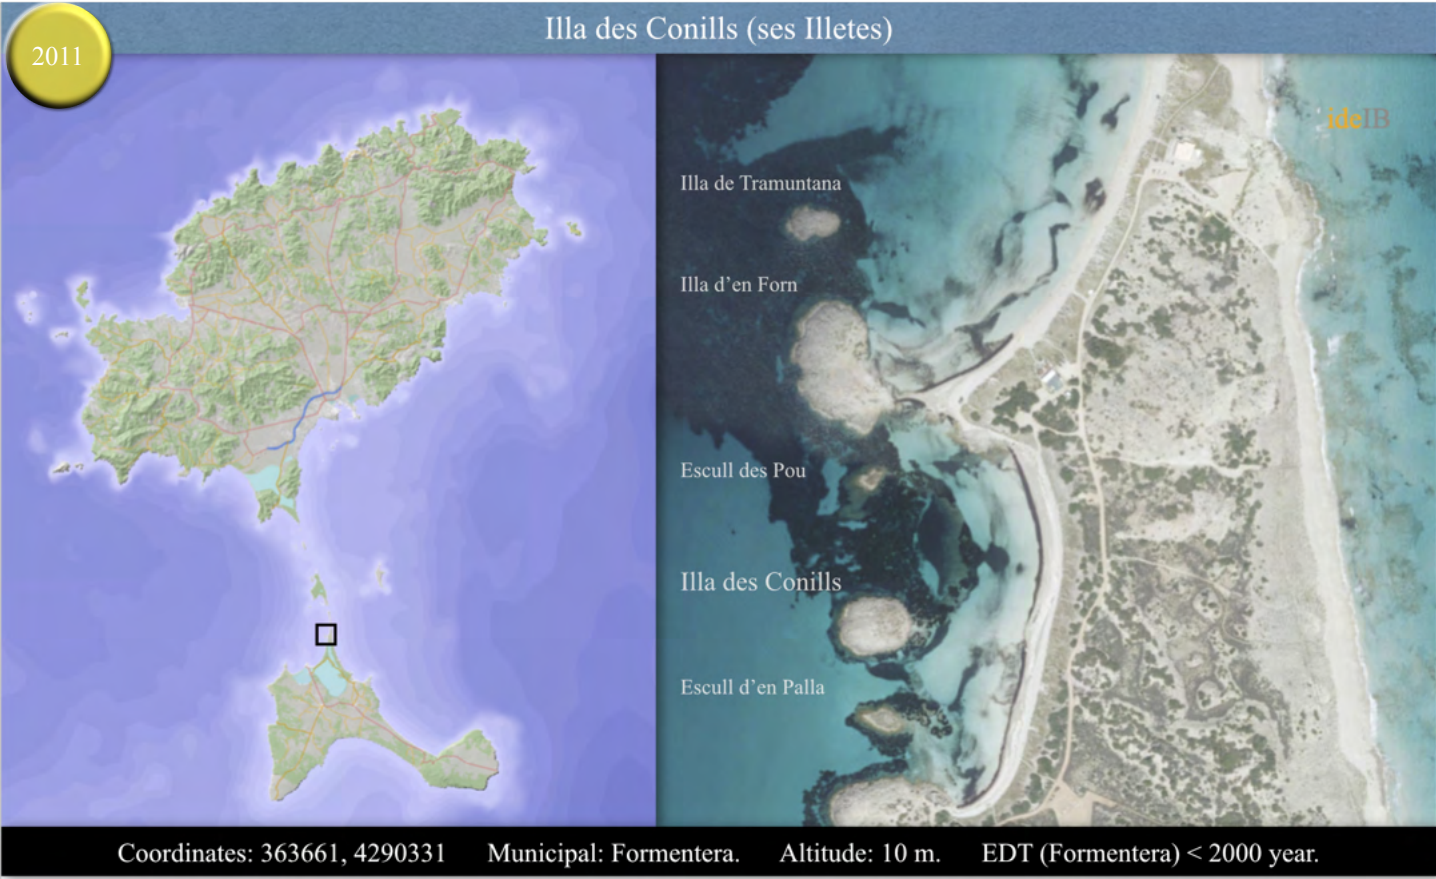 Illa des Conills (ses Illetes)
2011
ideIB
Illa de Tramuntana
Illa d’en Forn
Escull des Pou
Illa des Conills
Escull d’en Palla
Coordinates: 363661, 4290331 Municipal: Formentera. Altitude: 10 m. EDT (Formentera) < 2000 year.